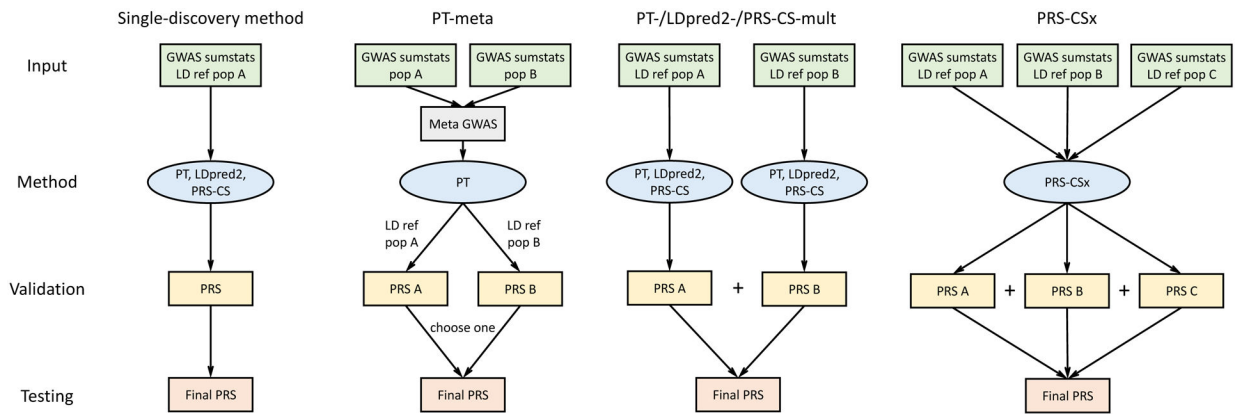 Single-discovery method
PT-meta
PT-/LDpred2-/PRS-CS-mult
PRS-CSx
Input
GWAS sumstats
LD ref pop A
GWAS sumstats
pop A
GWAS sumstats
pop B
GWAS sumstats
LD ref pop A
GWAS sumstats
LD ref pop B
GWAS sumstats
LD ref pop A
GWAS sumstats
LD ref pop B
GWAS sumstats
LD ref pop C
Meta GWAS
Method
PT, LDpred2,
PRS-CS
PT
PT, LDpred2,
PRS-CS
PT, LDpred2,
PRS-CS
PRS-CSx
LD ref
pop A
LD ref
pop B
Validation
PRS
PRS A
PRS B
PRS A
+
PRS B
PRS A
+
PRS B
+
PRS C
choose one
Testing
Final PRS
Final PRS
Final PRS
Final PRS